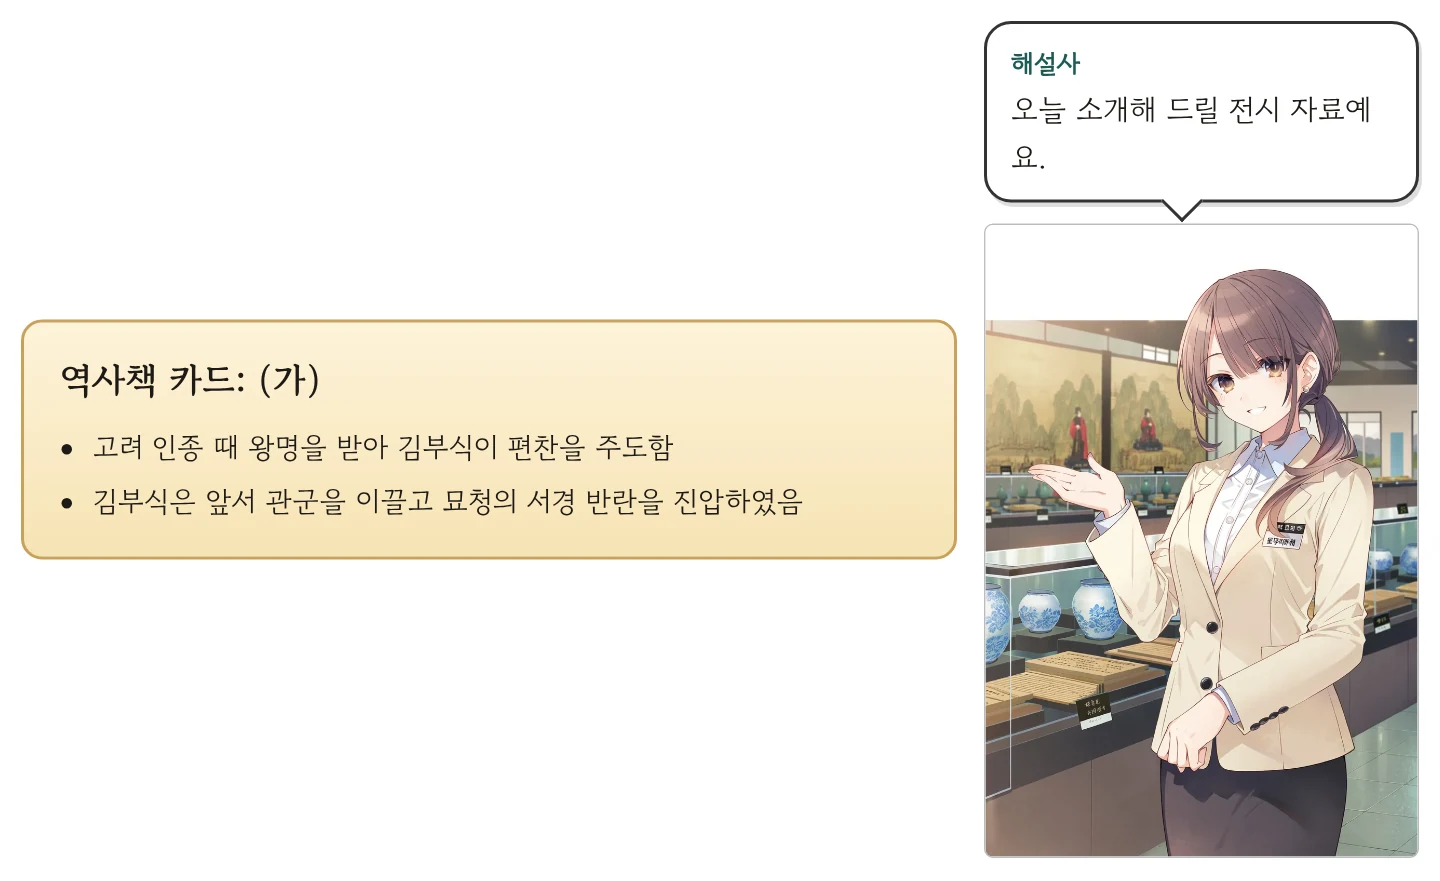 해설사
오늘 소개해 드릴 전시 자료예
요.
역사책 카드: (가)
고려 인종 때 왕명을 받아 김부식이 편찬을 주도함
김부식은 앞서 관군을 이끌고 묘청의 서경 반란을 진압하였음